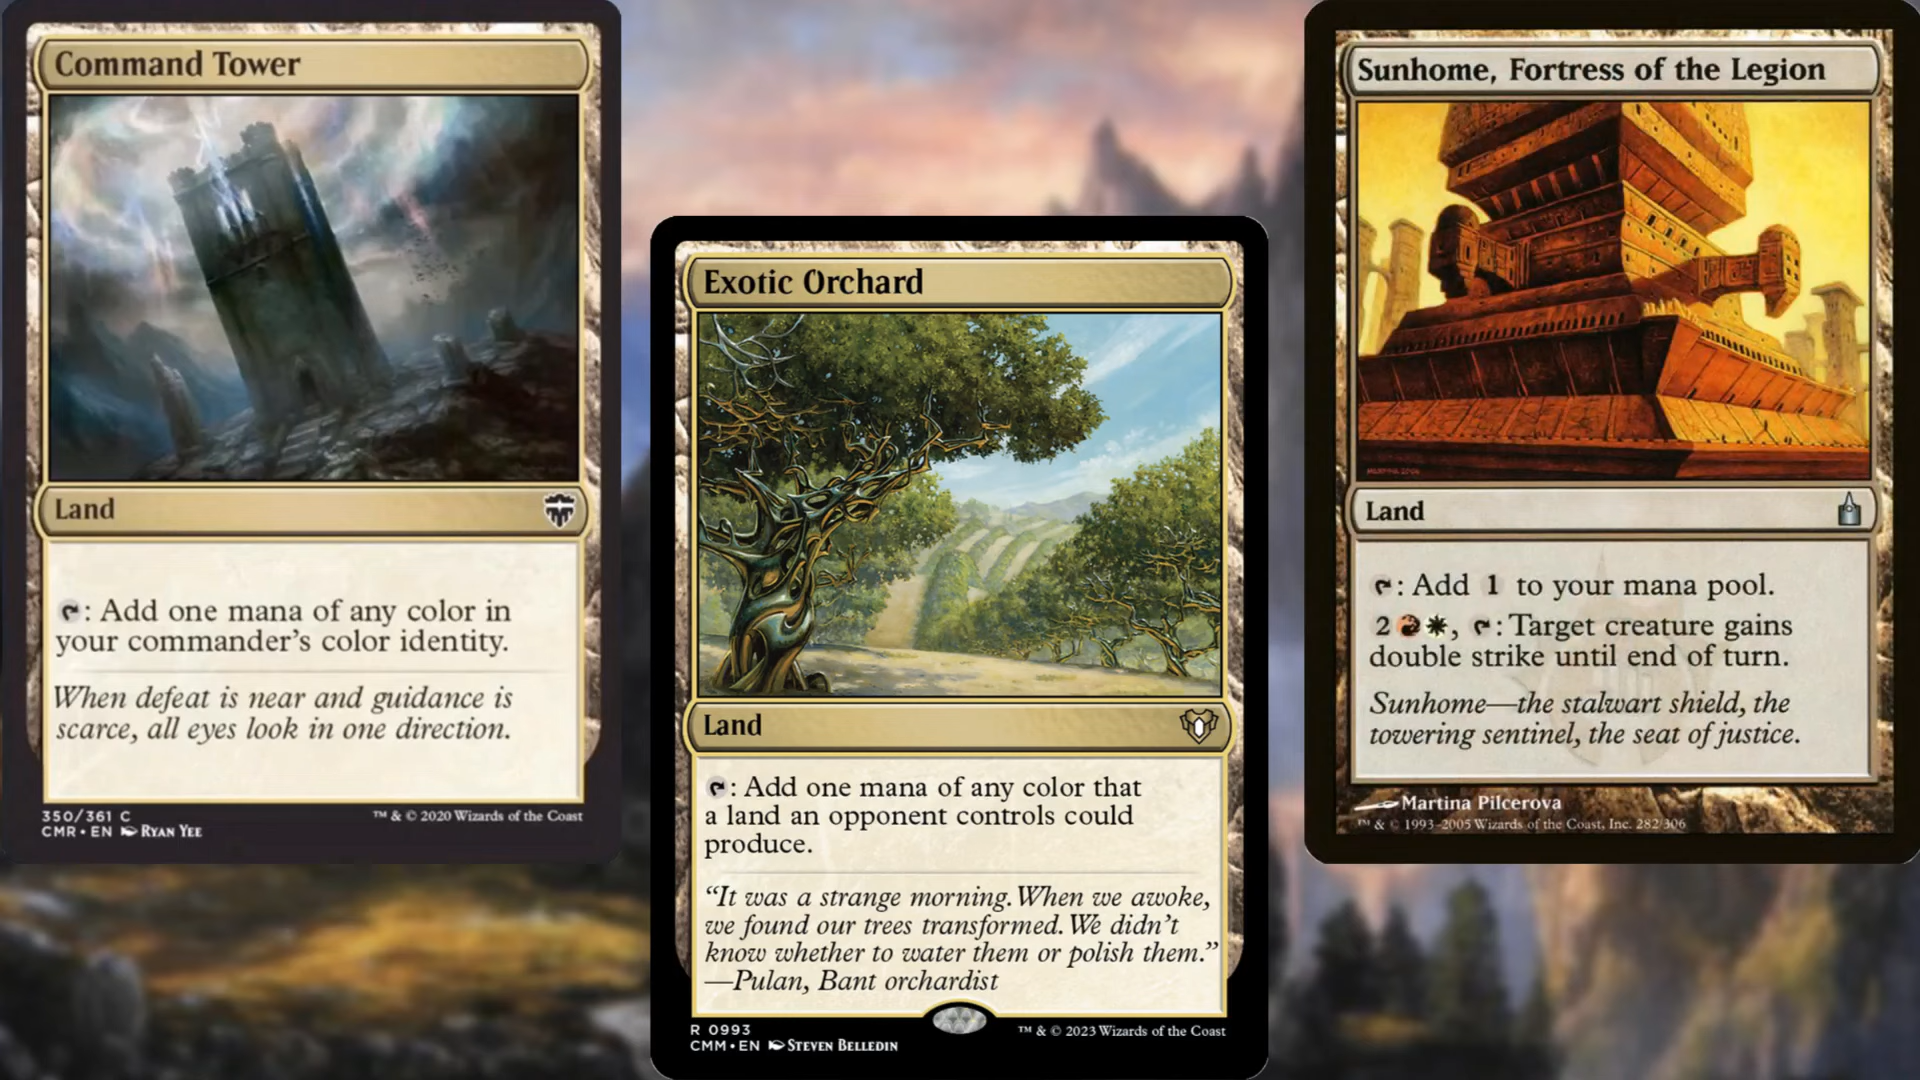 Command Tower
Land
: Add one mana of any color in
your commander's color identity.
When defeat is near and guidance is
scarce, all eyes look in one direction.
350/361 C
CMR • EN Ryan Yee
™ & © 2020 Wizards of the Coast
Exotic Orchard
Land
: Add one mana of any color that
a land an opponent controls could
produce.
“It was a strange morning. When we awoke,
we found our trees transformed. We didn't
know whether to water them or polish them.”
—Pulan, Bant orchardist
R 0993
CMM • EN Steven Belledin
™ & © 2023 Wizards of the Coast
Sunhome, Fortress of the Legion
Land
: Add 1 to your mana pool.
2 , : Target creature gains
double strike until end of turn.
Sunhome—the stalwart shield, the
towering sentinel, the seat of justice.
Martina Pilcerova
™ & © 1993–2005 Wizards of the Coast, Inc. 282/306